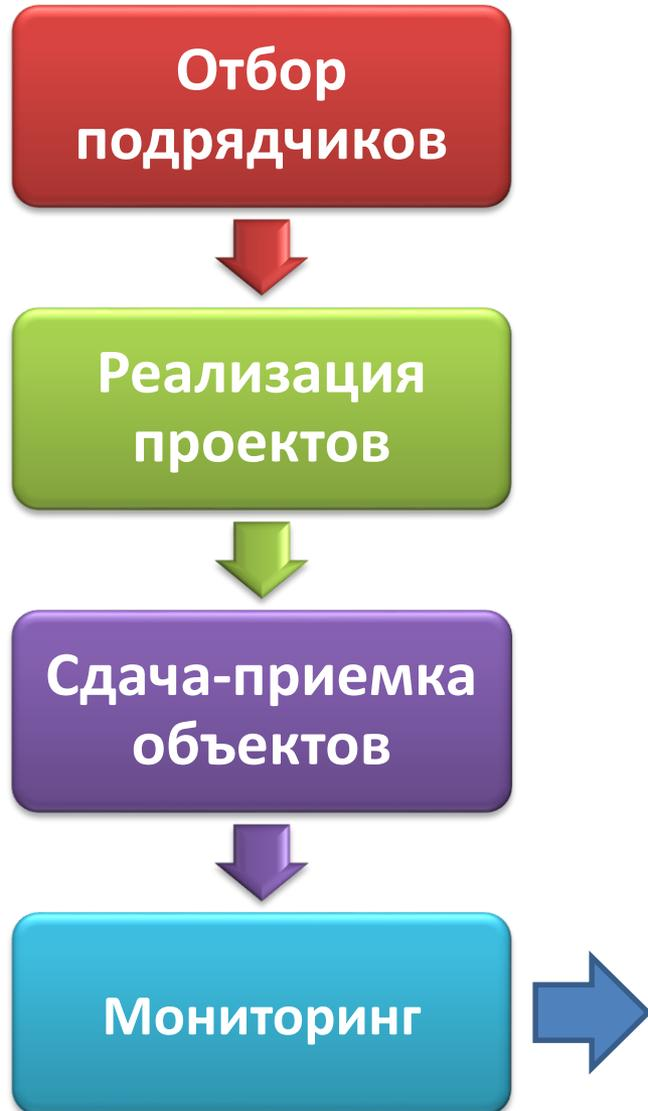 Отбор
подрядчиков
Реализация
проектов
Сдача-приемка
объектов
Мониторинг